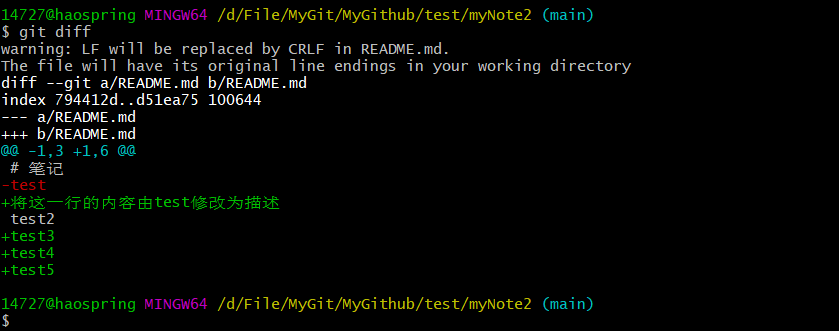 14727@haospring MINGW64 /d/File/MyGit/MyGithub/test/myNote2 (main)
$ git diff
warning: LF will be replaced by CRLF in README.md.
The file will have its original line endings in your working directory
diff --git a/README.md b/README.md
index 794412d..d51ea75 100644
--- a/README.md
+++ b/README.md
@@ -1,3 +1,6 @@
 # 笔记
-test
+将这一行的内容由test修改为描述
 test2
+test3
+test4
+test5
14727@haospring MINGW64 /d/File/MyGit/MyGithub/test/myNote2 (main)
$